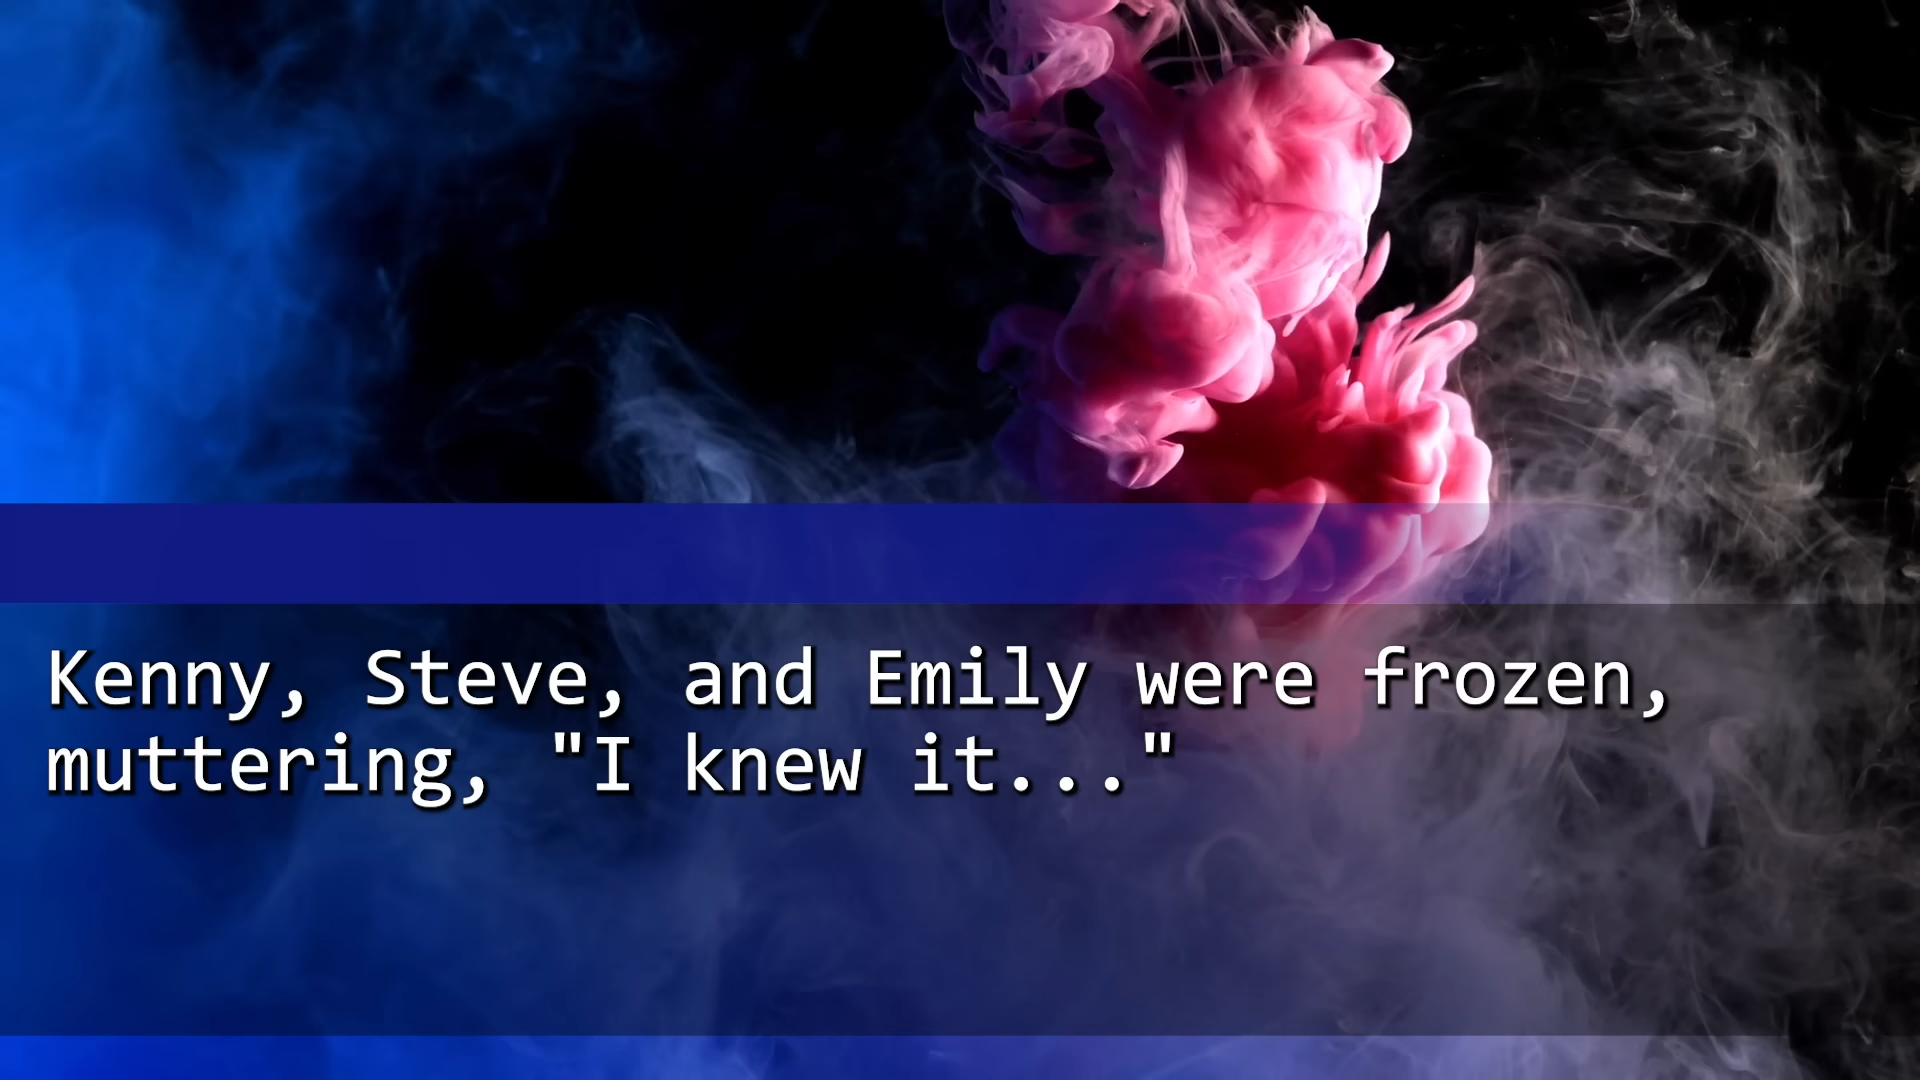 Kenny, Steve, and Emily were frozen,
muttering, "I knew it..."